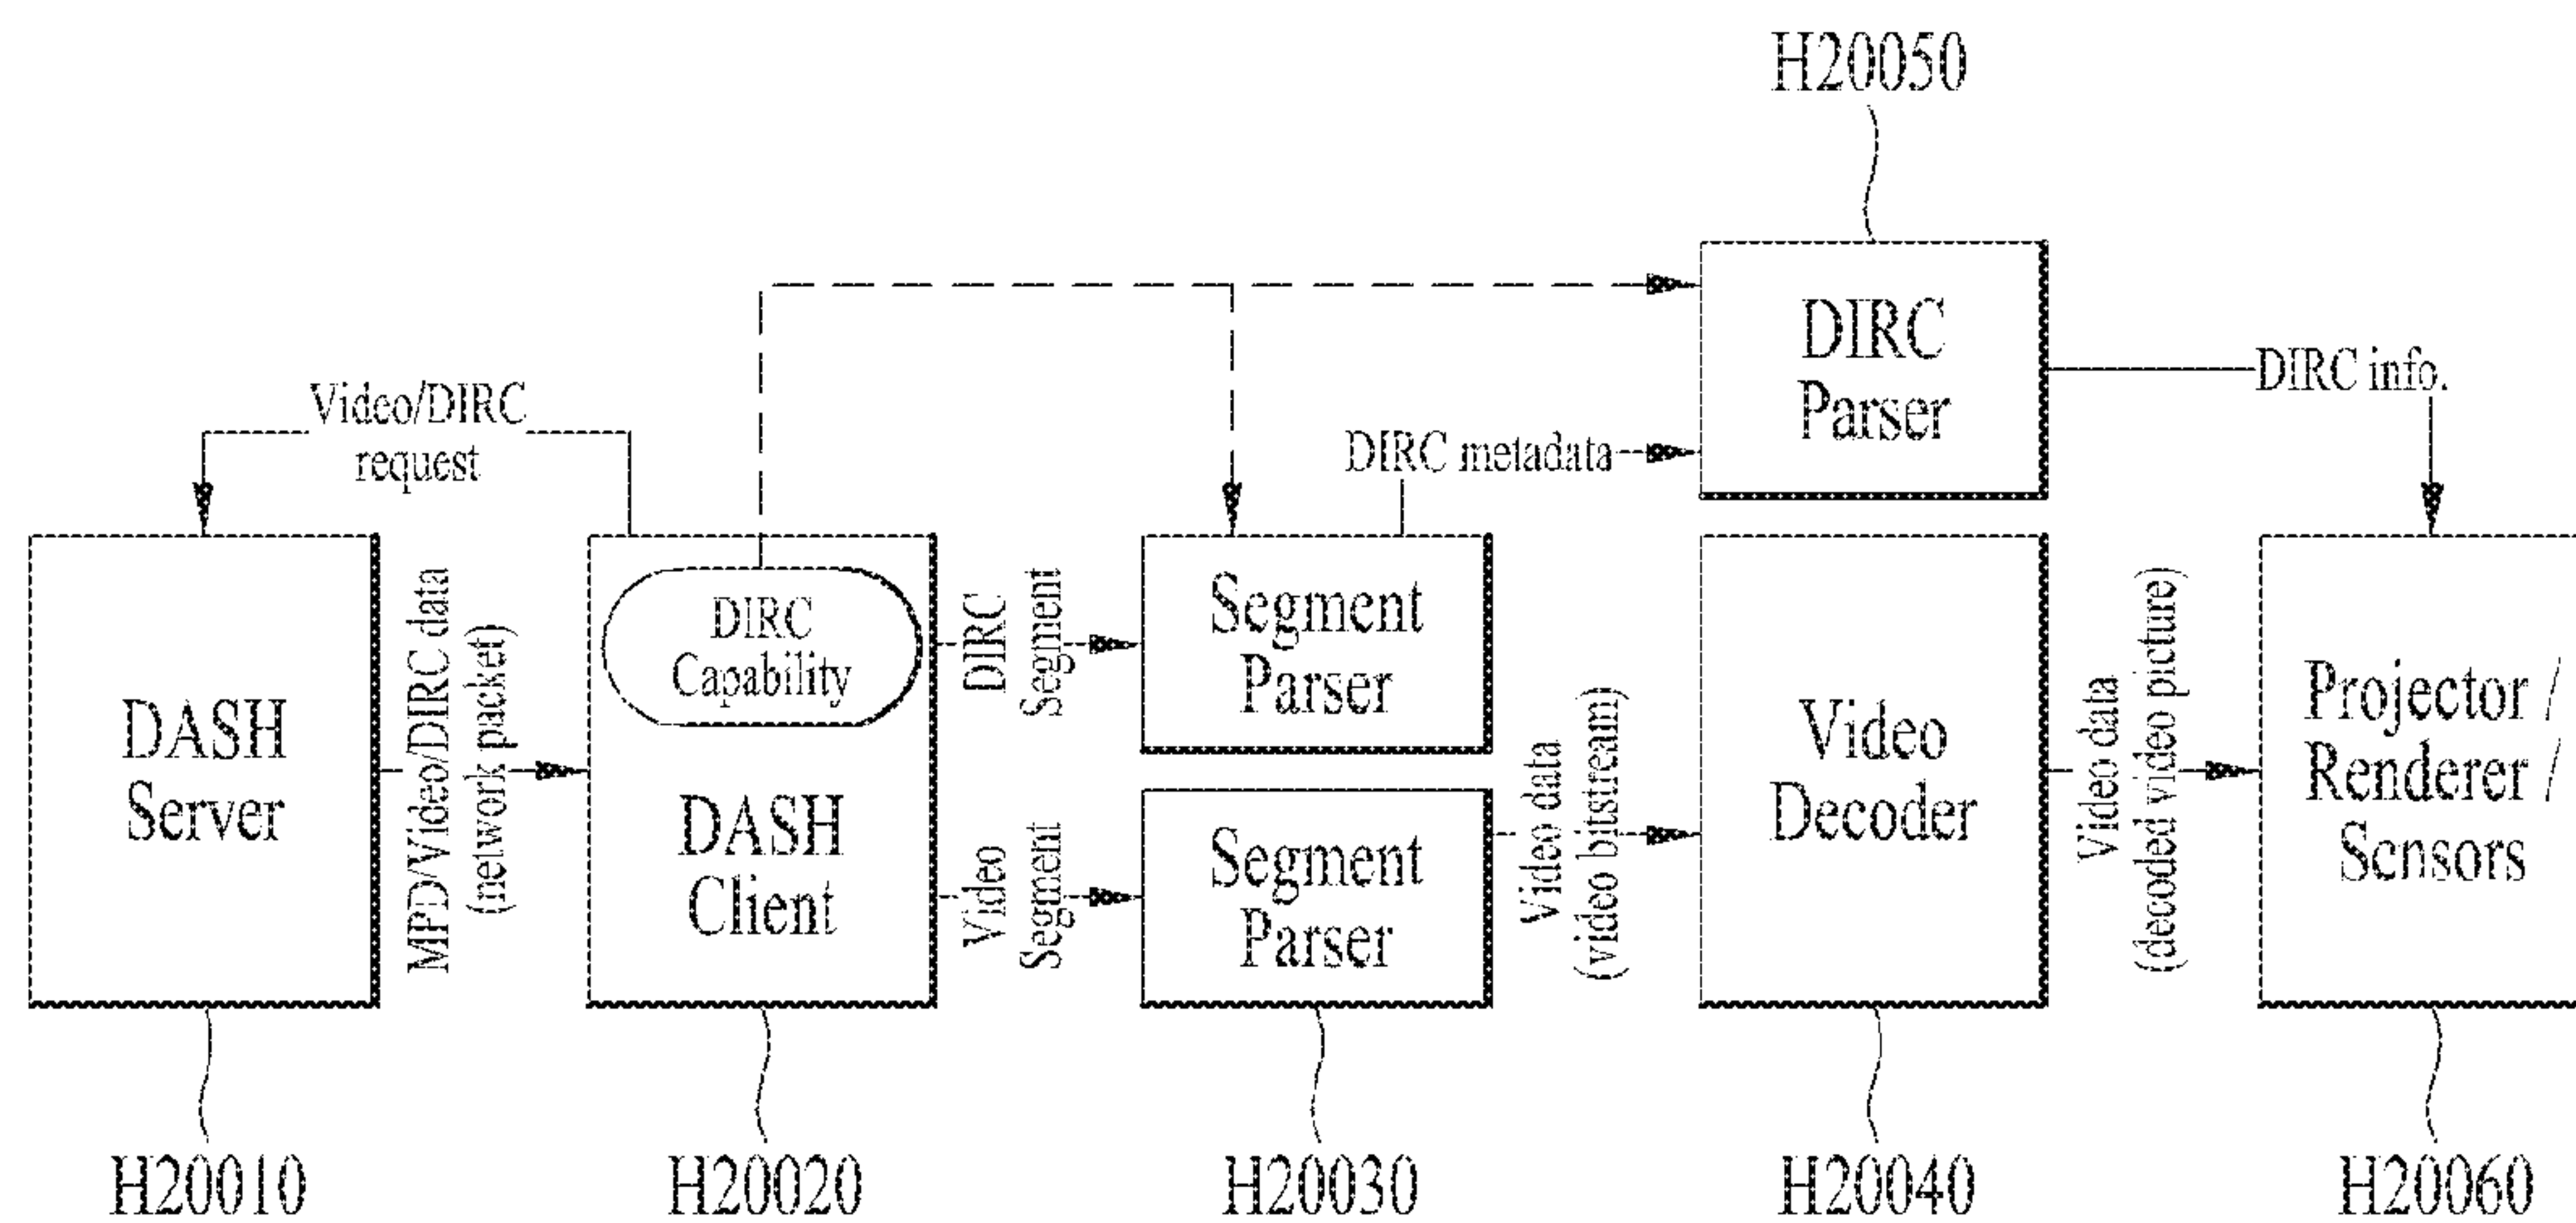 H20050
DIRC
Parser
DIRC info.
Video/DIRC
request
DIRC metadata
DASH
Server
MPD/Video/DIRC data
(network packet)
DIRC
Capability
DASH
Client
DIRC
Segment
Video
Segment
Segment
Parser
Segment
Parser
Video data
(video bitstream)
Video
Decoder
Video data
(decoded video picture)
Projector /
Renderer /
Sensors
H20010
H20020
H20030
H20040
H20060